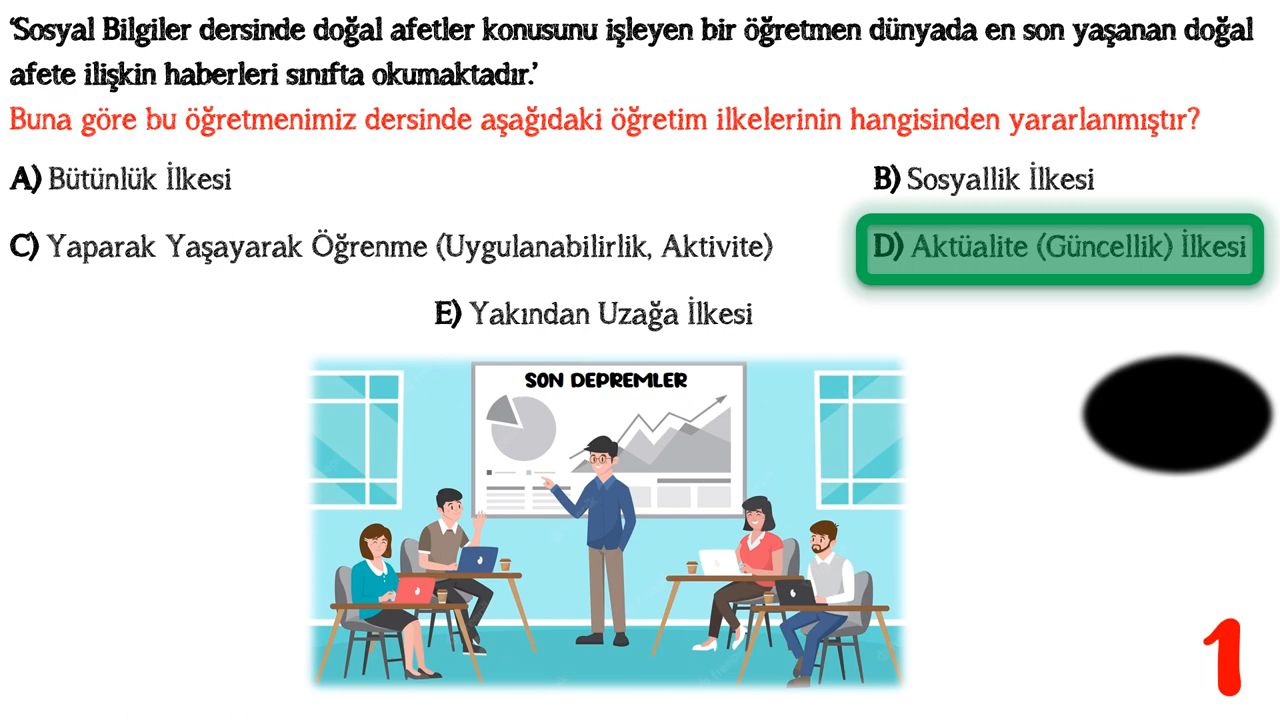 ‘Sosyal Bilgiler dersinde doğal afetler konusunu işleyen bir öğretmen dünyada en son yaşanan doğal
afete ilişkin haberleri sınıfta okumaktadır.’
Buna göre bu öğretmenimiz dersinde aşağıdaki öğretim ilkelerinin hangisinden yararlanmıştır?
A) Bütünlük İlkesi
B) Sosyallik İlkesi
C) Yaparak Yaşayarak Öğrenme (Uygulanabilirlik, Aktivite)
D) Aktüalite (Güncellik) İlkesi
E) Yakından Uzağa İlkesi
SON DEPREMLER
1